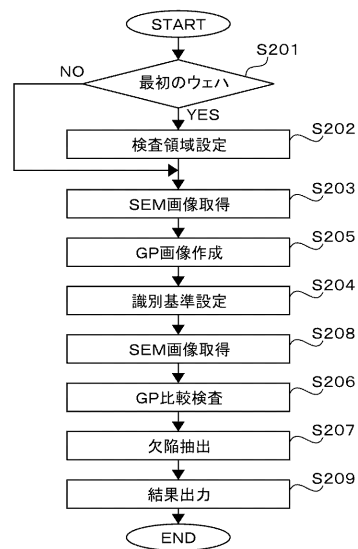 START
S201
NO
最初のウェハ
YES
S202
検査領域設定
S203
SEM画像取得
S205
GP画像作成
S204
識別基準設定
S208
SEM画像取得
S206
GP比較検査
S207
欠陥抽出
S209
結果出力
END